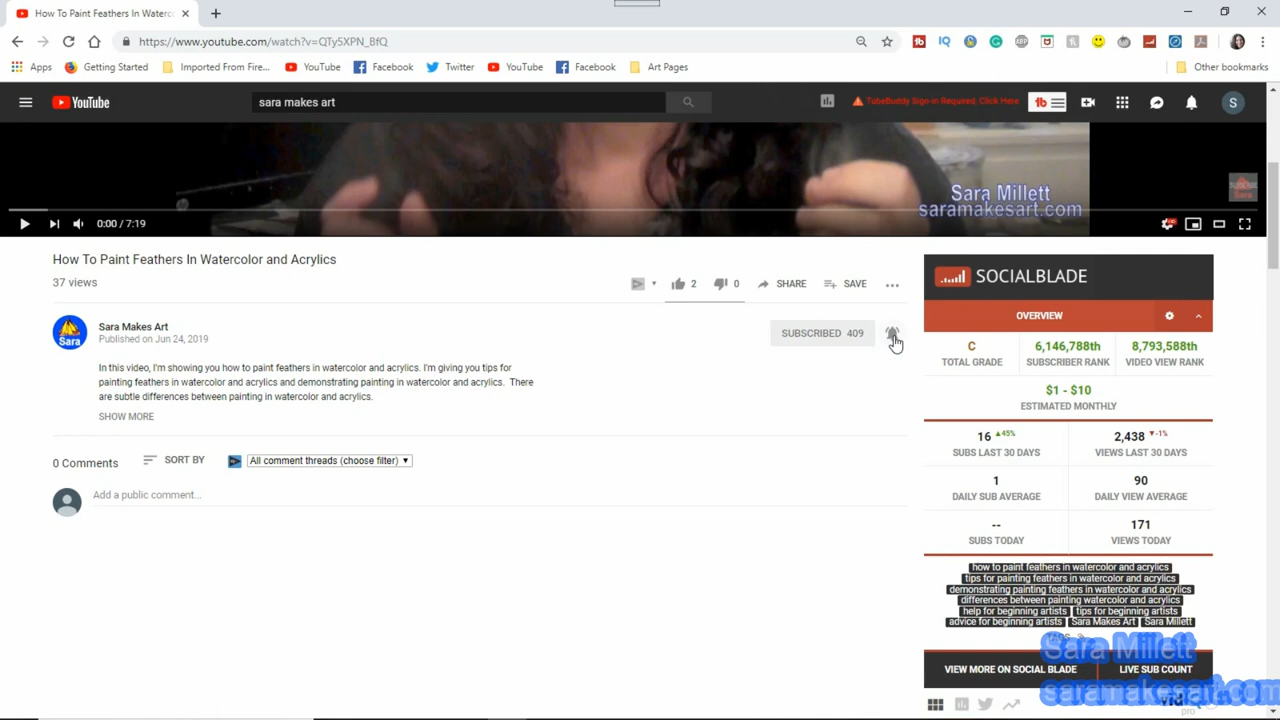 How To Paint Feathers In Waterc
https://www.youtube.com/watch?v=QTy5XPN_BfQ
Apps Getting Started Imported From Fire... YouTube Facebook Twitter YouTube Facebook Art Pages Other bookmarks
YouTube sara makes art TubeBuddy Sign-in Required, Click Here tb S
Sara Millett
saramakesart.com
0:00 / 7:19
How To Paint Feathers In Watercolor and Acrylics
37 views
2 0 SHARE SAVE ...
Sara Makes Art
Published on Jun 24, 2019
Sara
SUBSCRIBED 409
In this video, I'm showing you how to paint feathers in watercolor and acrylics. I'm giving you tips for
painting feathers in watercolor and acrylics and demonstrating painting in watercolor and acrylics. There
are subtle differences between painting in watercolor and acrylics.
SHOW MORE
0 Comments SORT BY All comment threads (choose filter)
Add a public comment...
SOCIALBLADE
OVERVIEW
C 6,146,788th 8,793,588th
TOTAL GRADE SUBSCRIBER RANK VIDEO VIEW RANK
$1 - $10
ESTIMATED MONTHLY
16 ▲45% 2,438 ▼-1%
SUBS LAST 30 DAYS VIEWS LAST 30 DAYS
1 90
DAILY SUB AVERAGE DAILY VIEW AVERAGE
-- 171
SUBS TODAY VIEWS TODAY
how to paint feathers in watercolor and acrylics
tips for painting feathers in watercolor and acrylics
demonstrating painting feathers in watercolor and acrylics
differences between painting watercolor and acrylics
help for beginning artists tips for beginning artists
advice for beginning artists Sara Makes Art Sara Millett
TAGS
VIEW MORE ON SOCIAL BLADE LIVE SUB COUNT
Sara Millett
saramakesart.com
pro